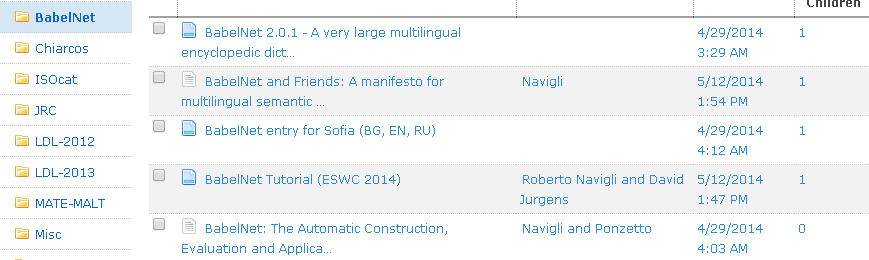 BabelNet
Chiarcos
ISOcat
JRC
LDL-2012
LDL-2013
MATE-MALT
Misc
Children
BabelNet 2.0.1 - A very large multilingual 4/29/2014 1
encyclopedic dict... 3:29 AM
BabelNet and Friends: A manifesto for Navigli 5/12/2014 1
multilingual semantic ... 1:54 PM
BabelNet entry for Sofia (BG, EN, RU) 4/29/2014 1
4:12 AM
BabelNet Tutorial (ESWC 2014) Roberto Navigli and David 5/12/2014 1
Jurgens 1:47 PM
BabelNet: The Automatic Construction, Navigli and Ponzetto 4/29/2014 0
Evaluation and Applica... 4:03 AM